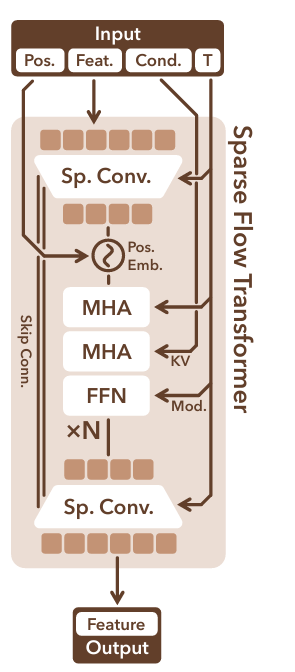 Input
Pos. Feat. Cond. T
Sp. Conv.
Pos.
Emb.
MHA
MHA
KV
FFN
Mod.
×N
Skip Conn.
Sparse Flow Transformer
Sp. Conv.
Feature
Output